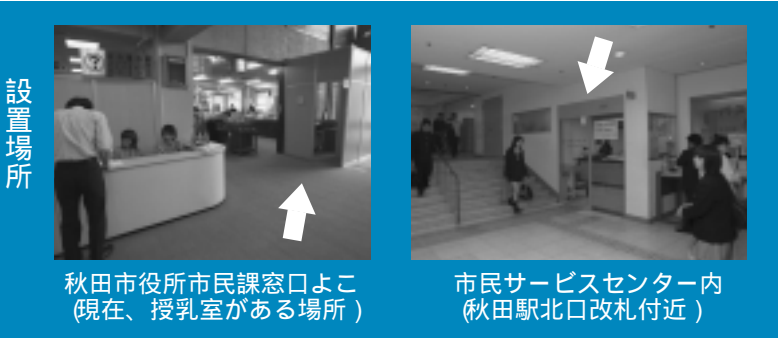 設置場所
秋田市役所市民課窓口よこ
(現在、授乳室がある場所)
市民サービスセンター内
(秋田駅北口改札付近)